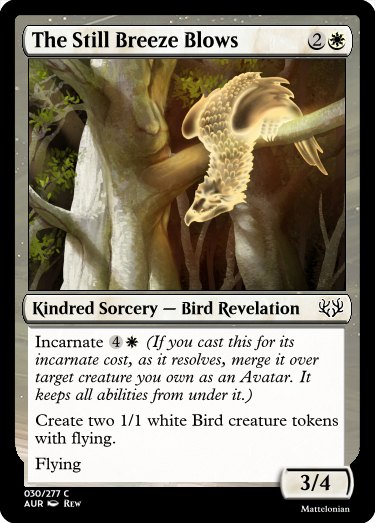 The Still Breeze Blows 2
Kindred Sorcery — Bird Revelation
Incarnate 4 (If you cast this for its
incarnate cost, as it resolves, merge it over
target creature you own as an Avatar. It
keeps all abilities from under it.)
Create two 1/1 white Bird creature tokens
with flying.
Flying
3/4
030/277 C
AUR REW
Mattelonian